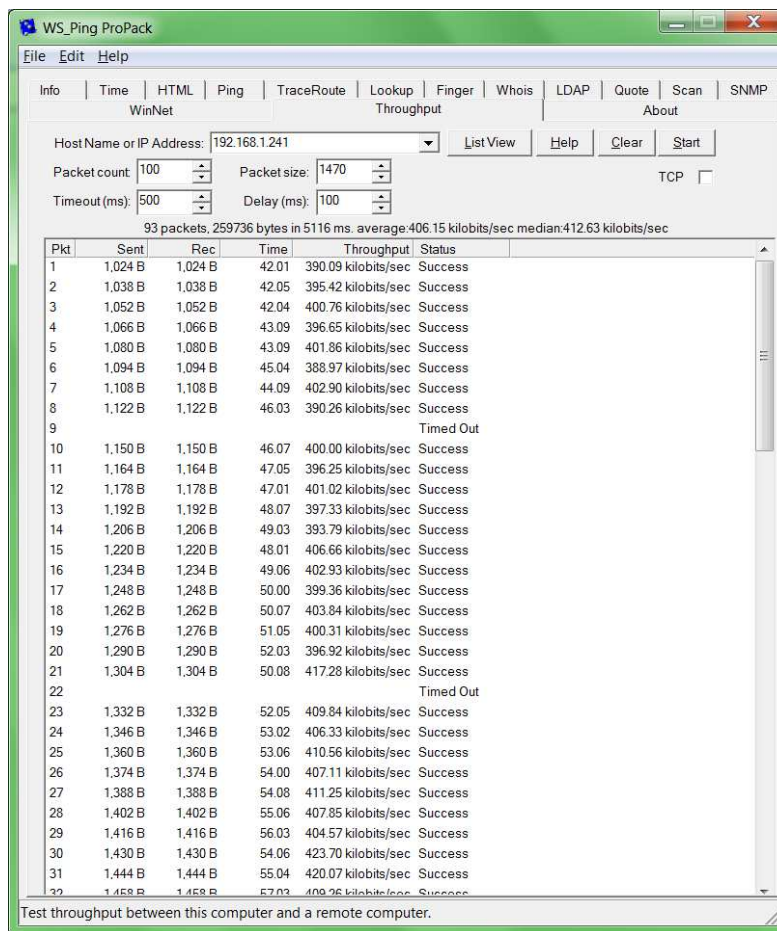 WS_Ping ProPack
File Edit Help
Info Time HTML Ping TraceRoute Lookup Finger Whois LDAP Quote Scan SNMP
WinNet Throughput About
Host Name or IP Address: 192.168.1.241 List View Help Clear Start
Packet count: 100 Packet size: 1470 TCP
Timeout (ms): 500 Delay (ms): 100
93 packets, 259736 bytes in 5116 ms. average:406.15 kilobits/sec median:412.63 kilobits/sec
Pkt Sent Rec Time Throughput Status
1 1,024 B 1,024 B 42.01 390.09 kilobits/sec Success
2 1,038 B 1,038 B 42.05 395.42 kilobits/sec Success
3 1,052 B 1,052 B 42.04 400.76 kilobits/sec Success
4 1,066 B 1,066 B 43.09 396.65 kilobits/sec Success
5 1,080 B 1,080 B 43.09 401.86 kilobits/sec Success
6 1,094 B 1,094 B 45.04 388.97 kilobits/sec Success
7 1,108 B 1,108 B 44.09 402.90 kilobits/sec Success
8 1,122 B 1,122 B 46.03 390.26 kilobits/sec Success
9 Timed Out
10 1,150 B 1,150 B 46.07 400.00 kilobits/sec Success
11 1,164 B 1,164 B 47.05 396.25 kilobits/sec Success
12 1,178 B 1,178 B 47.01 401.02 kilobits/sec Success
13 1,192 B 1,192 B 48.07 397.33 kilobits/sec Success
14 1,206 B 1,206 B 49.03 393.79 kilobits/sec Success
15 1,220 B 1,220 B 48.01 406.66 kilobits/sec Success
16 1,234 B 1,234 B 49.06 402.93 kilobits/sec Success
17 1,248 B 1,248 B 50.00 399.36 kilobits/sec Success
18 1,262 B 1,262 B 50.07 403.84 kilobits/sec Success
19 1,276 B 1,276 B 51.05 400.31 kilobits/sec Success
20 1,290 B 1,290 B 52.03 396.92 kilobits/sec Success
21 1,304 B 1,304 B 50.08 417.28 kilobits/sec Success
22 Timed Out
23 1,332 B 1,332 B 52.05 409.84 kilobits/sec Success
24 1,346 B 1,346 B 53.02 406.33 kilobits/sec Success
25 1,360 B 1,360 B 53.06 410.56 kilobits/sec Success
26 1,374 B 1,374 B 54.00 407.11 kilobits/sec Success
27 1,388 B 1,388 B 54.08 411.25 kilobits/sec Success
28 1,402 B 1,402 B 55.06 407.85 kilobits/sec Success
29 1,416 B 1,416 B 56.03 404.57 kilobits/sec Success
30 1,430 B 1,430 B 54.06 423.70 kilobits/sec Success
31 1,444 B 1,444 B 55.04 420.07 kilobits/sec Success
32 1,458 B 1,458 B 57.03 409.26 kilobits/sec Success
Test throughput between this computer and a remote computer.